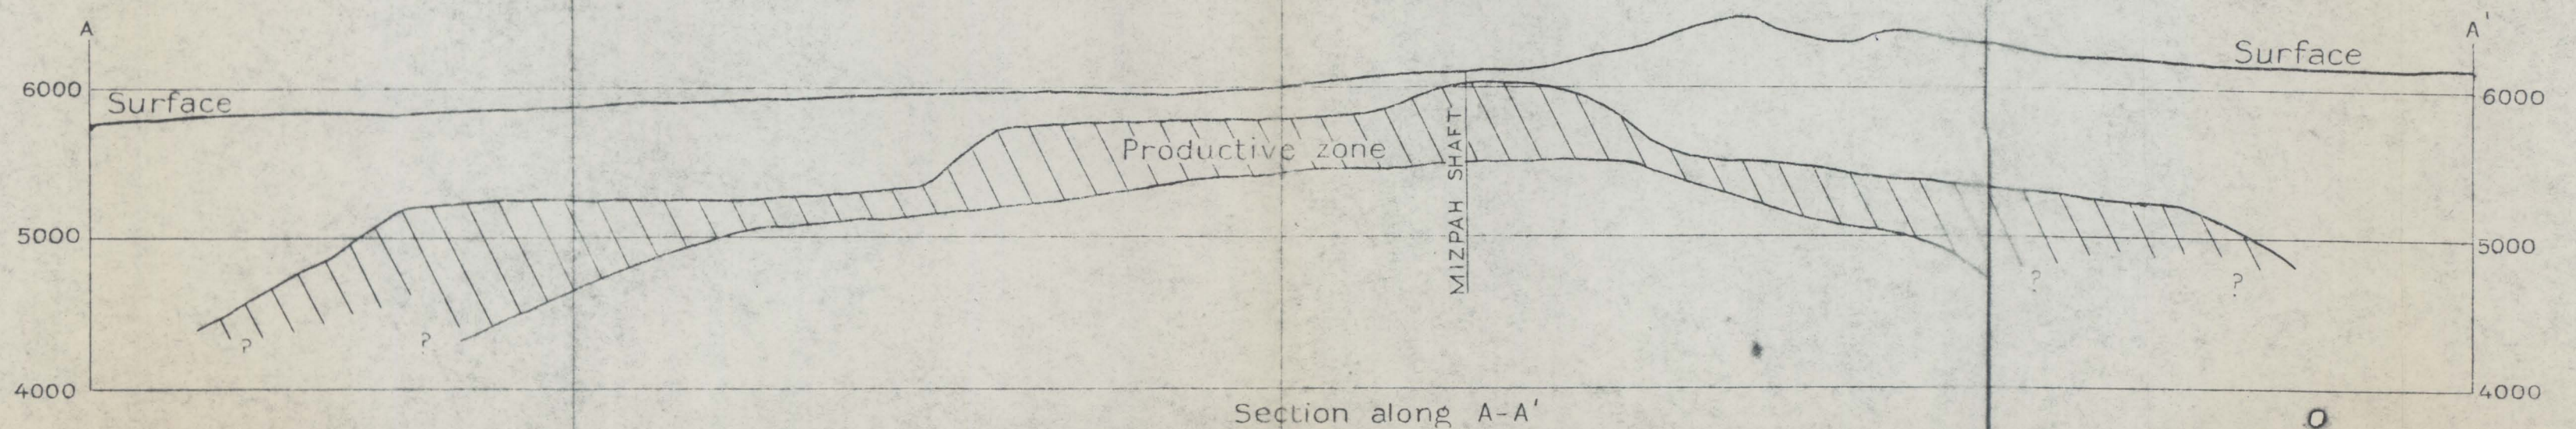 A
A'
Surface
6000
Surface
6000
Productive zone
MIZPAH SHAFT
5000
5000
?
?
?
?
4000
4000
Section along A-A'
O